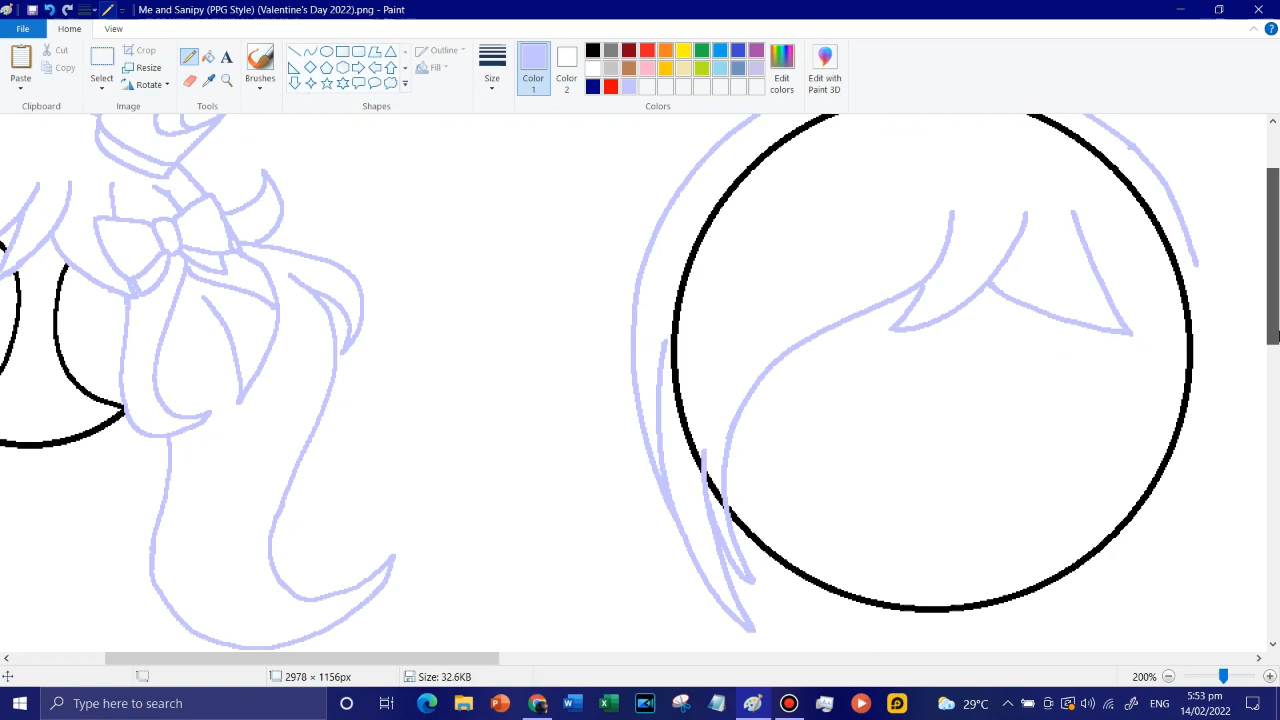 Me and Sanipy (PPG Style) (Valentine's Day 2022).png - Paint
File Home View
Paste
Cut
Copy
Clipboard
Select
Crop
Resize
Rotate
Image
A
Tools
Brushes
Outline
Fill
Shapes
Size
Color 1
Color 2
Edit colors
Colors
Edit with Paint 3D
2978 × 1156px
Size: 32.6KB
200%
Type here to search
29°C
ENG
5:53 pm
14/02/2022